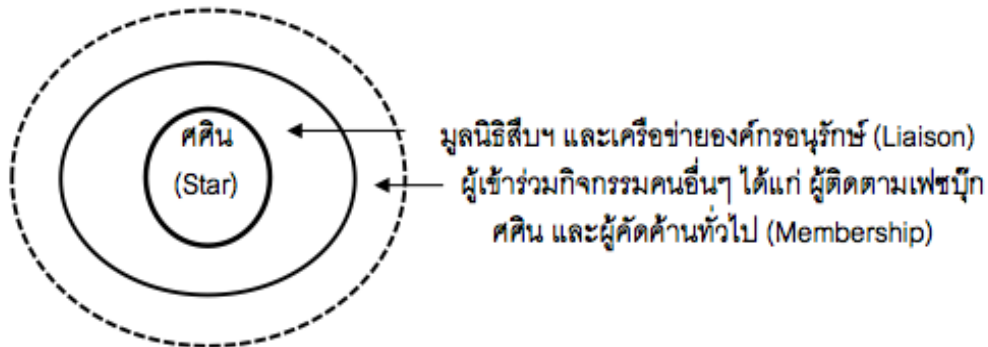 ศศิน
(Star)
มูลนิธิสืบฯ และเครือข่ายองค์กรอนุรักษ์ (Liaison)
ผู้เข้าร่วมกิจกรรมคนอื่นๆ ได้แก่ ผู้ติดตามเฟซบุ๊ก
ศศิน และผู้คัดค้านทั่วไป (Membership)